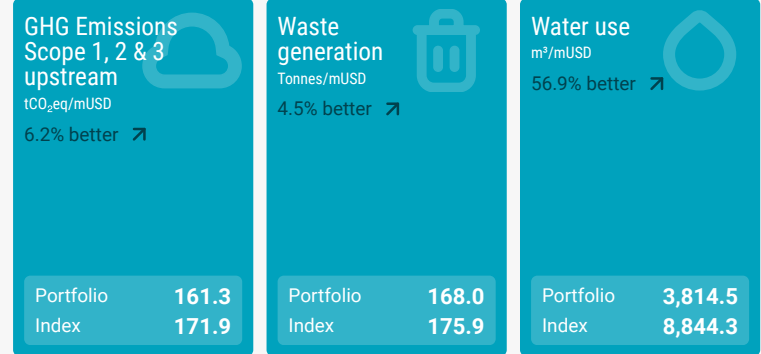 GHG Emissions
Scope 1, 2 & 3
upstream
tCO₂eq/mUSD
6.2% better
Portfolio 161.3
Index 171.9
Waste
generation
Tonnes/mUSD
4.5% better
Portfolio 168.0
Index 175.9
Water use
m³/mUSD
56.9% better
Portfolio 3,814.5
Index 8,844.3